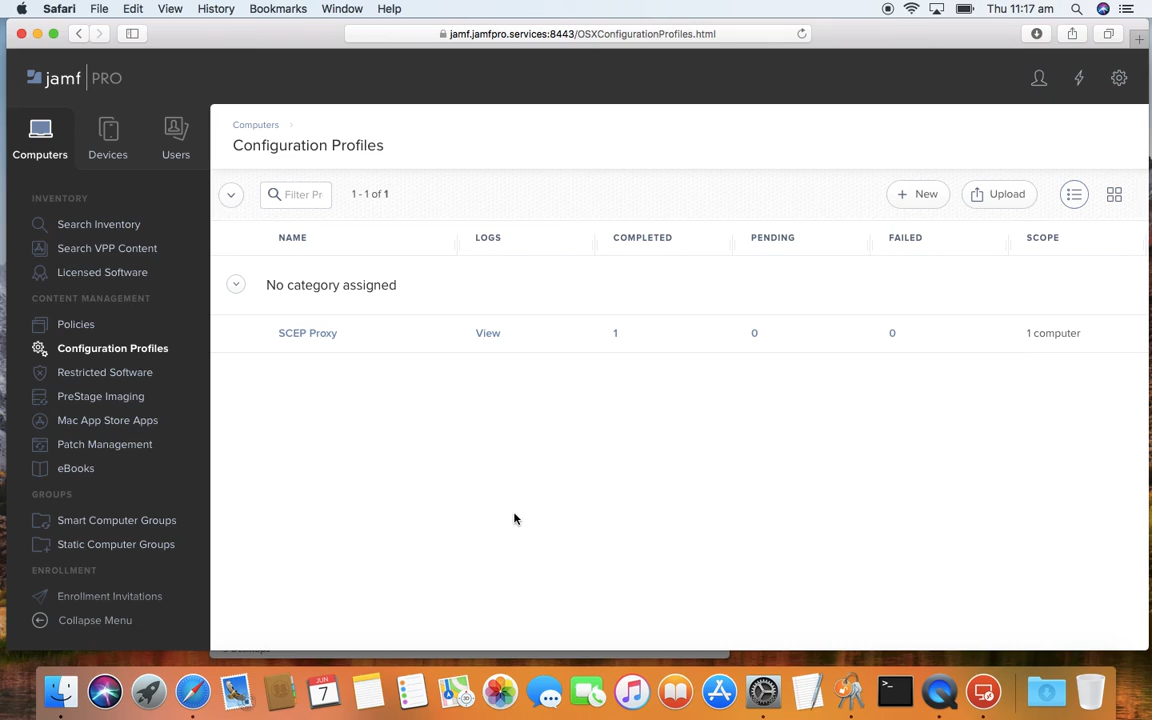 Safari File Edit View History Bookmarks Window Help Thu 11:17 am
jamf.jamfpro.services:8443/OSXConfigurationProfiles.html
jamf PRO
Computers Devices Users
Computers
Configuration Profiles
Filter Pr 1 - 1 of 1 New Upload
NAME LOGS COMPLETED PENDING FAILED SCOPE
No category assigned
SCEP Proxy View 1 0 0 1 computer
INVENTORY
Search Inventory
Search VPP Content
Licensed Software
CONTENT MANAGEMENT
Policies
Configuration Profiles
Restricted Software
PreStage Imaging
Mac App Store Apps
Patch Management
eBooks
GROUPS
Smart Computer Groups
Static Computer Groups
ENROLLMENT
Enrollment Invitations
Collapse Menu
JUN
7
3D